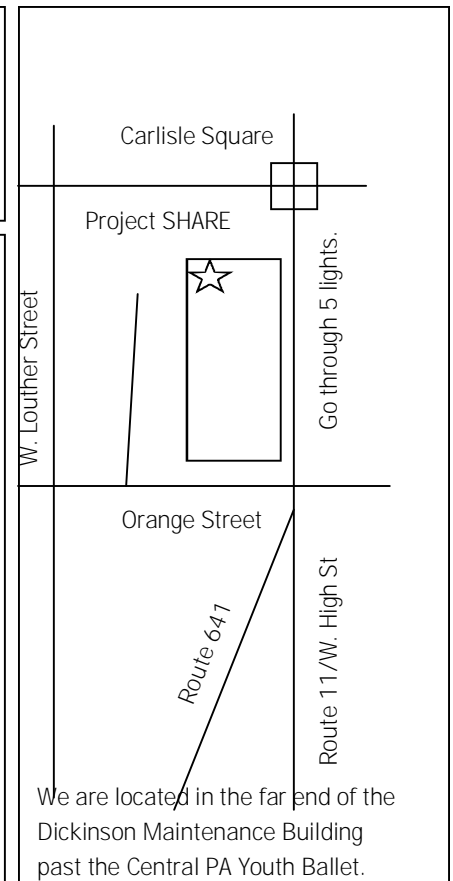 Carlisle Square
Project SHARE
W. Louther Street
Go through 5 lights.
Orange Street
Route 641
Route 11/W. High St
We are located in the far end of the
Dickinson Maintenance Building
past the Central PA Youth Ballet.